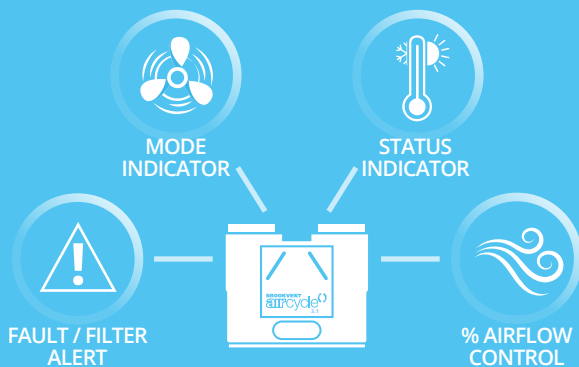 MODE
INDICATOR
STATUS
INDICATOR
FAULT / FILTER
ALERT
BROOKVENT
aircycle
% AIRFLOW
CONTROL